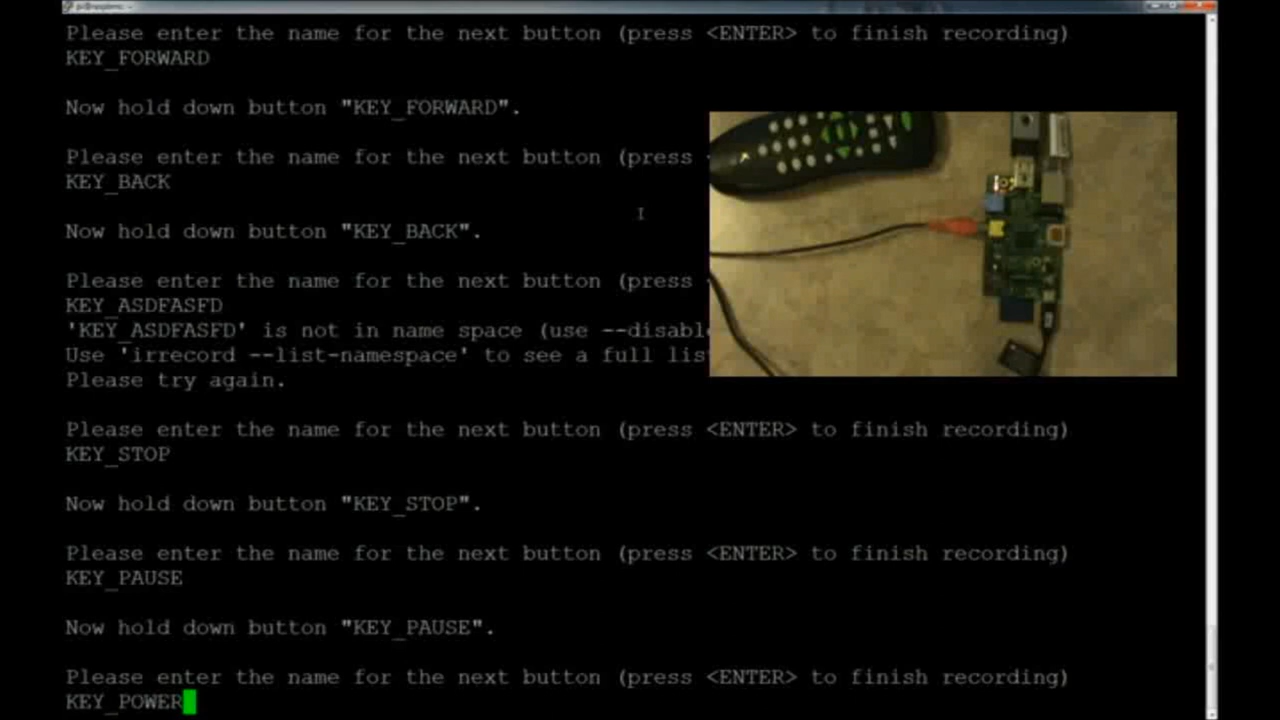 Please enter the name for the next button (press <ENTER> to finish recording)
KEY_FORWARD
Now hold down button "KEY_FORWARD".
Please enter the name for the next button (press
KEY_BACK
Now hold down button "KEY_BACK".
Please enter the name for the next button (press
KEY_ASDFASFD
'KEY_ASDFASFD' is not in name space (use --disabl
Use 'irrecord --list-namespace' to see a full lis
Please try again.
Please enter the name for the next button (press <ENTER> to finish recording)
KEY_STOP
Now hold down button "KEY_STOP".
Please enter the name for the next button (press <ENTER> to finish recording)
KEY_PAUSE
Now hold down button "KEY_PAUSE".
Please enter the name for the next button (press <ENTER> to finish recording)
KEY_POWER